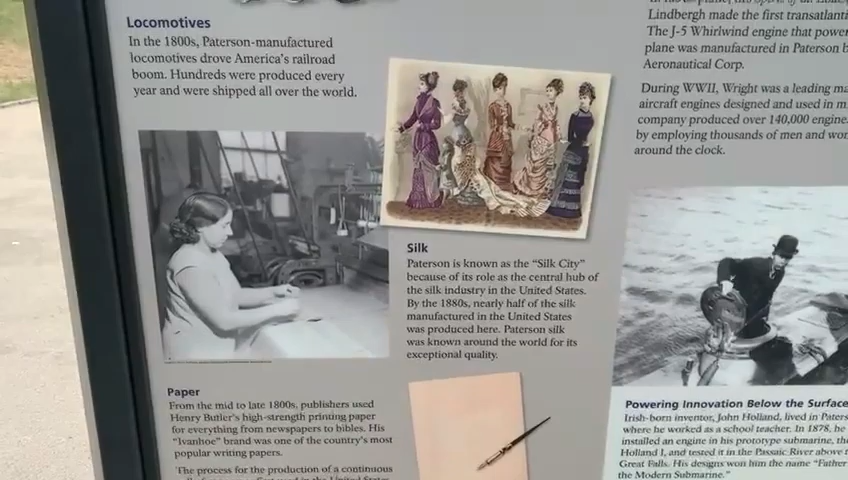 Locomotives
In the 1800s, Paterson-manufactured
locomotives drove America's railroad
boom. Hundreds were produced every
year and were shipped all over the world.
Silk
Paterson is known as the "Silk City"
because of its role as the central hub of
the silk industry in the United States.
By the 1880s, nearly half of the silk
manufactured in the United States
was produced here. Paterson silk
was known around the world for its
exceptional quality.
Paper
From the mid to late 1800s, publishers used
Henry Butler's high-strength printing paper
for everything from newspapers to bibles. His
"Ivanhoe" brand was one of the country's most
popular writing papers.
The process for the production of a continuous
Lindbergh made the first transatlanti
The J-5 Whirlwind engine that power
plane was manufactured in Paterson b
Aeronautical Corp.
During WWII, Wright was a leading ma
aircraft engines designed and used in m
company produced over 140,000 engine
by employing thousands of men and wom
around the clock.
Powering Innovation Below the Surface
Irish-born inventor, John Holland, lived in Paters
where he worked as a school teacher. In 1878, he
installed an engine in his prototype submarine, the
Holland I, and tested it in the Passaic River above t
Great Falls. His designs won him the name "Father
the Modern Submarine."